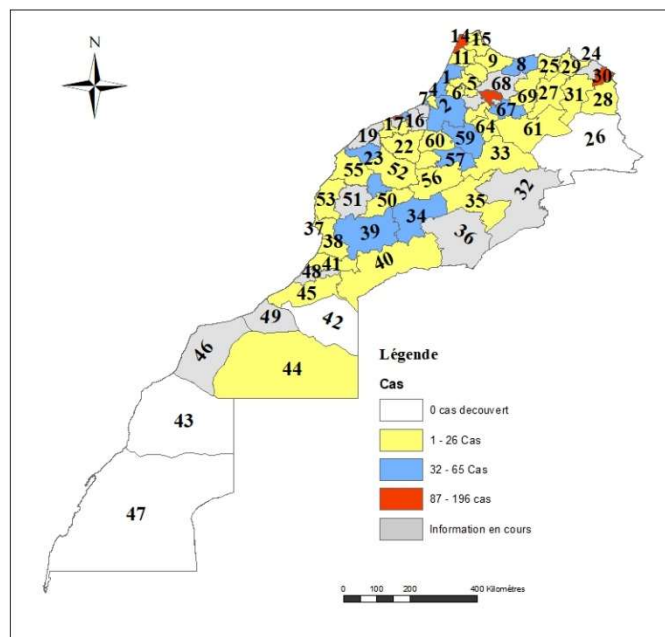 N
14 15
11 9 8 24
25 29
30
1 5 68
7 4 6 69 27 31 28
2 67
17 16 64 61 26
19 59
22 60
23 57 33
55 52 56
53 51 50 35 32
37 34
38 39 36
48 41 40
45
49 42
46
44
43
47
Légende
Cas
0 cas decouvert
1 - 26 Cas
32 - 65 Cas
87 - 196 cas
Information en cours
0 100 200 400 Kilomètres